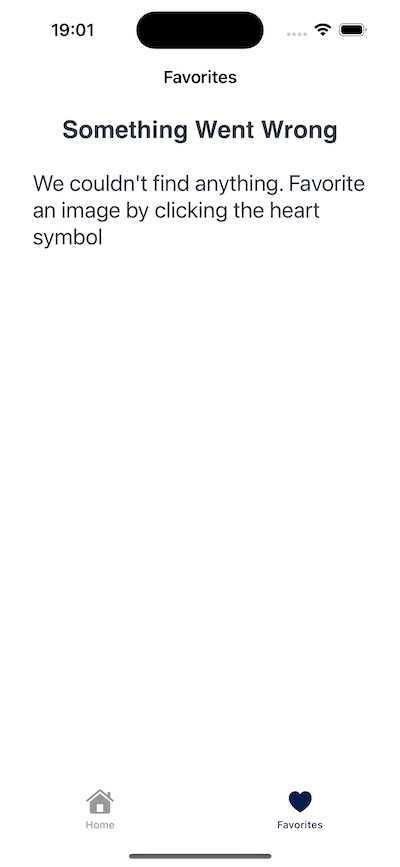 19:01
Favorites
Something Went Wrong
We couldn't find anything. Favorite
an image by clicking the heart
symbol
Home
Favorites